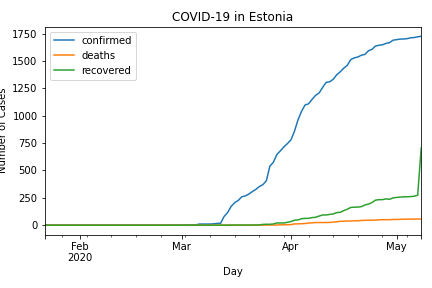 COVID-19 in Estonia
confirmed
deaths
recovered
1750
1500
1250
1000
750
500
250
0
Number of Cases
Feb
2020
Mar
Apr
May
Day